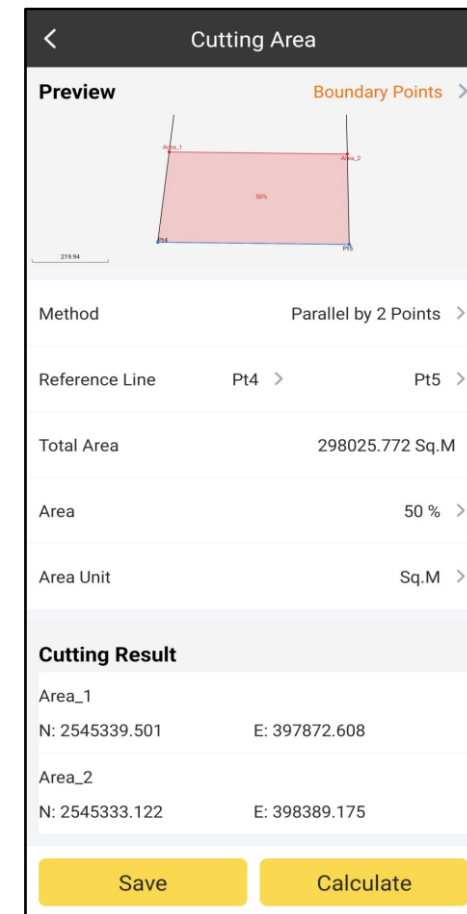 Cutting Area
Preview Boundary Points
Area_1
Area_2
50%
Pt4
Pt5
219.94
Method Parallel by 2 Points
Reference Line Pt4 Pt5
Total Area 298025.772 Sq.M
Area 50 %
Area Unit Sq.M
Cutting Result
Area_1
N: 2545339.501 E: 397872.608
Area_2
N: 2545333.122 E: 398389.175
Save Calculate